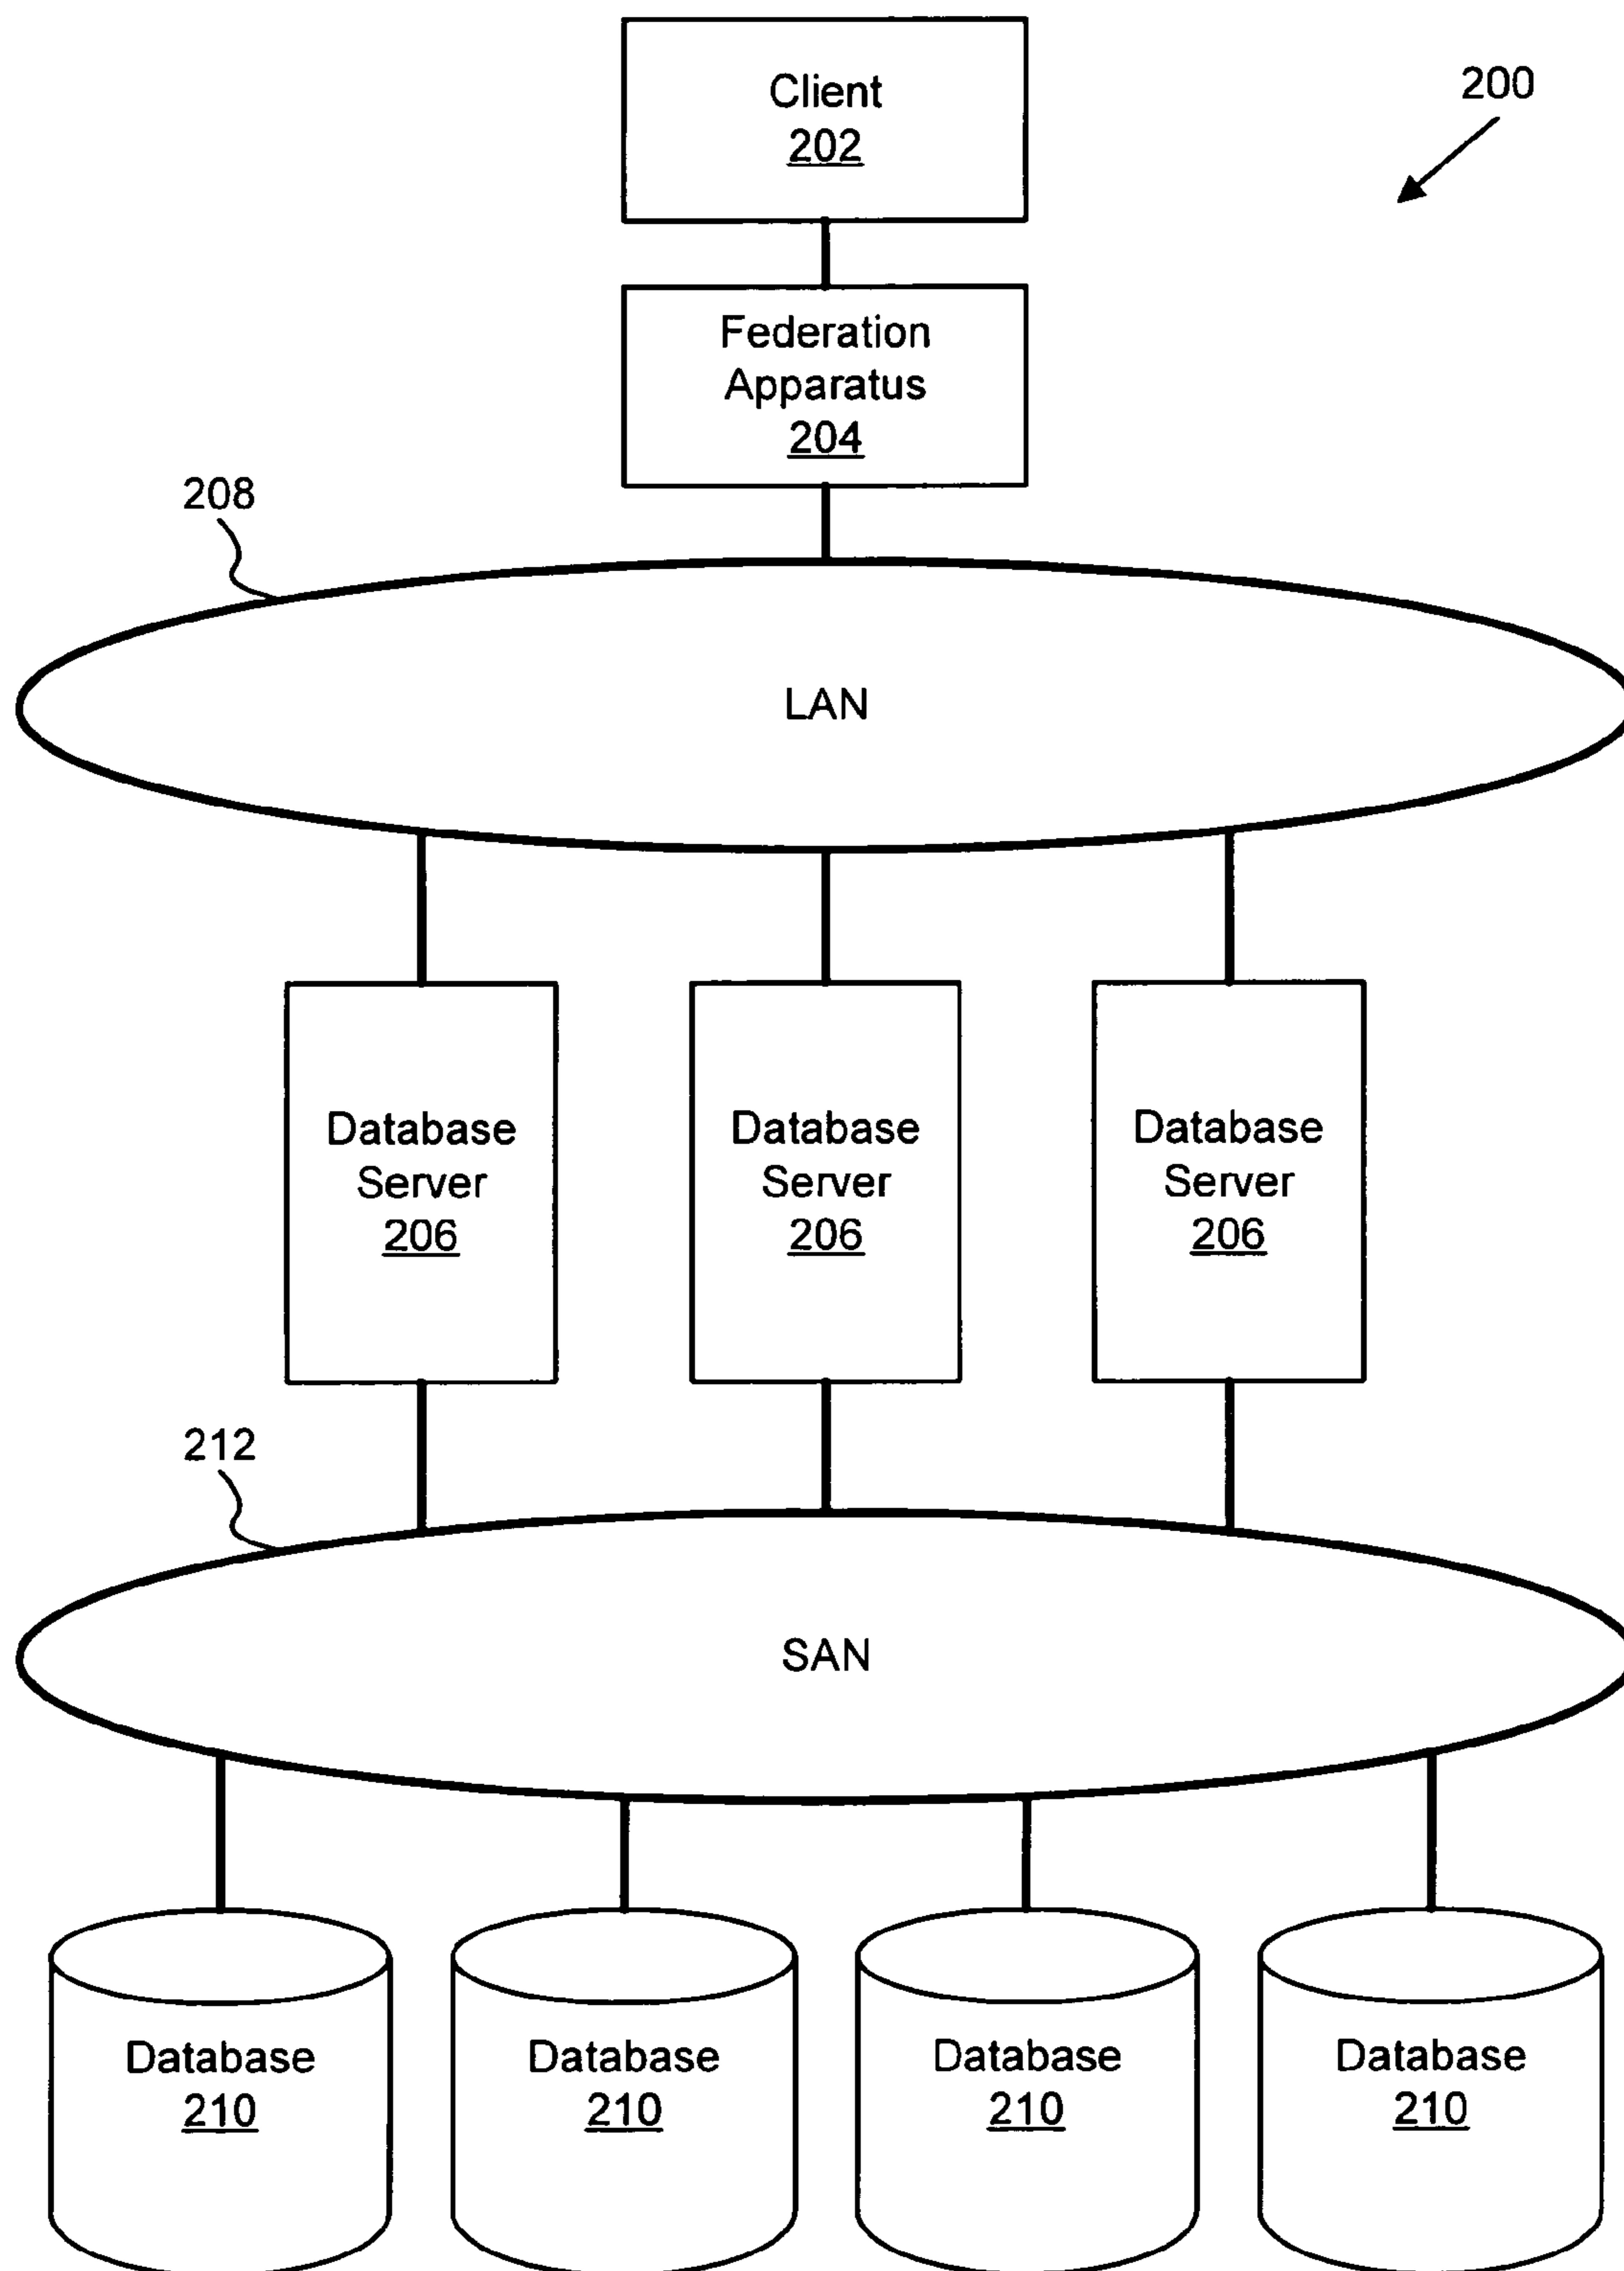 Client
202
200
Federation
Apparatus
204
208
LAN
Database
Server
206
Database
Server
206
Database
Server
206
212
SAN
Database
210
Database
210
Database
210
Database
210